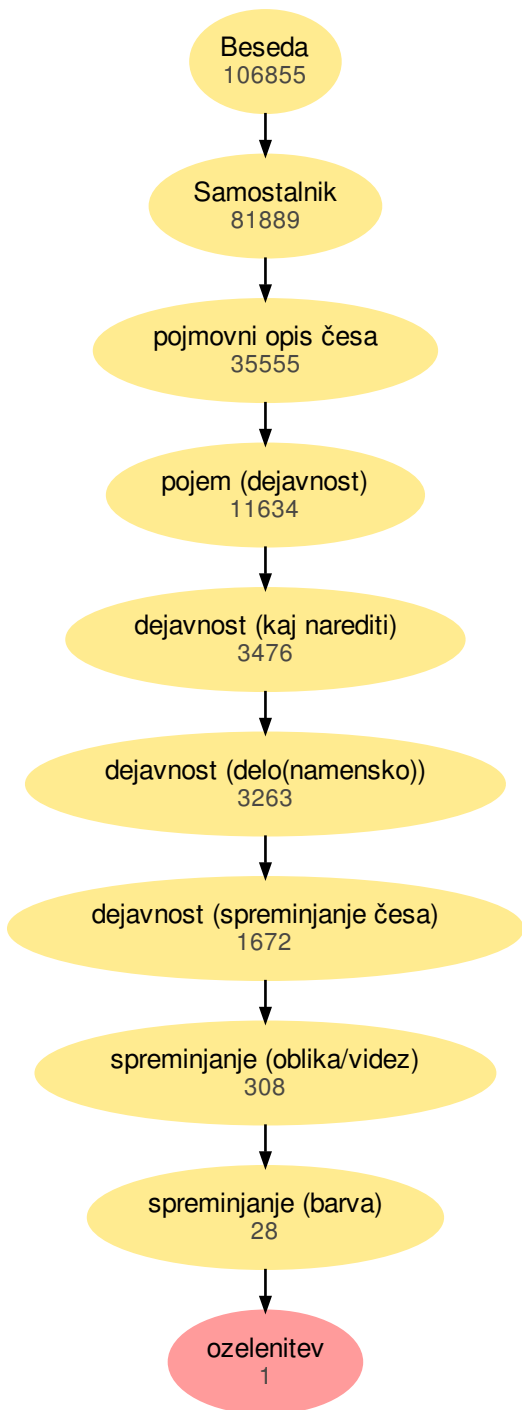 Beseda
106855
Samostalnik
81889
pojmovni opis česa
35555
pojem (dejavnost)
11634
dejavnost (kaj narediti)
3476
dejavnost (delo(namensko))
3263
dejavnost (spreminjanje česa)
1672
spreminjanje (oblika/videz)
308
spreminjanje (barva)
28
ozelenitev
1